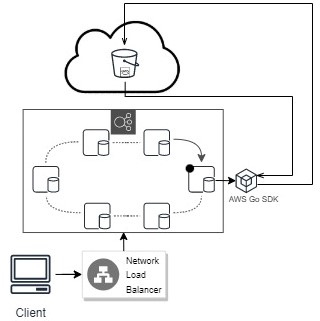 AWS Go SDK
Network
Load
Balancer
Client